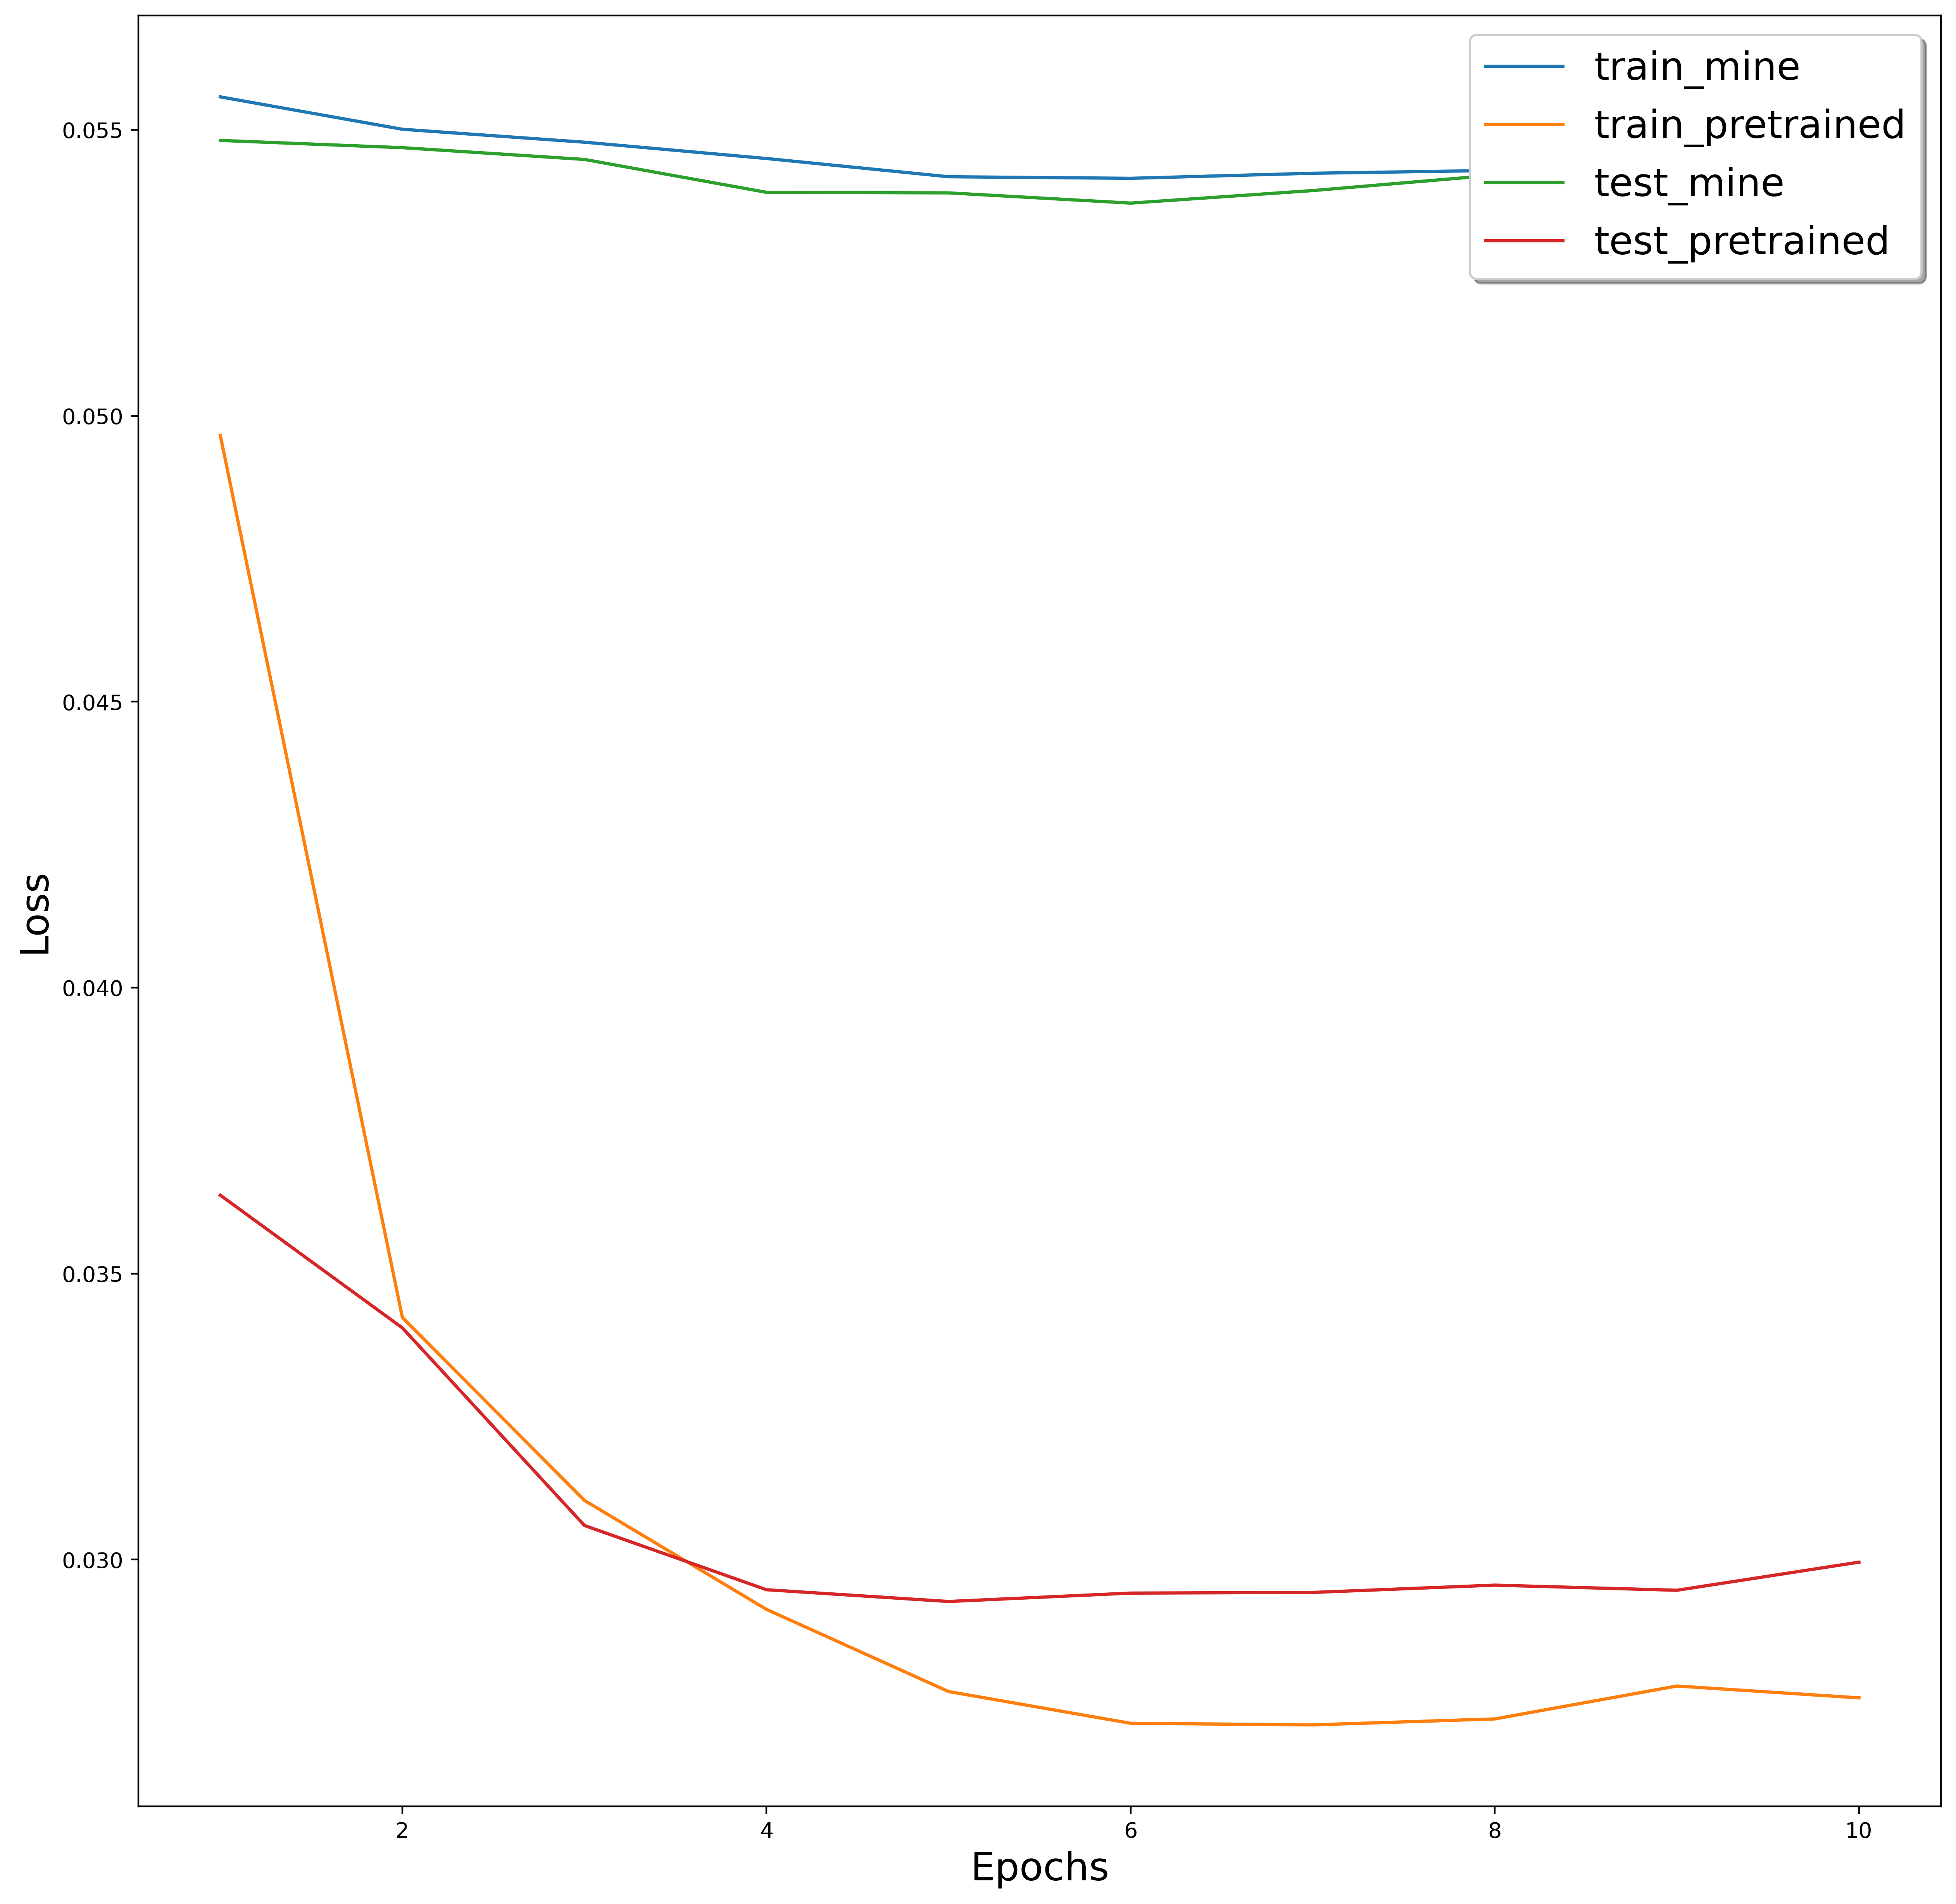 train_mine
train_pretrained
test_mine
test_pretrained
0.055
0.050
0.045
0.040
0.035
0.030
Loss
2 4 6 8 10
Epochs